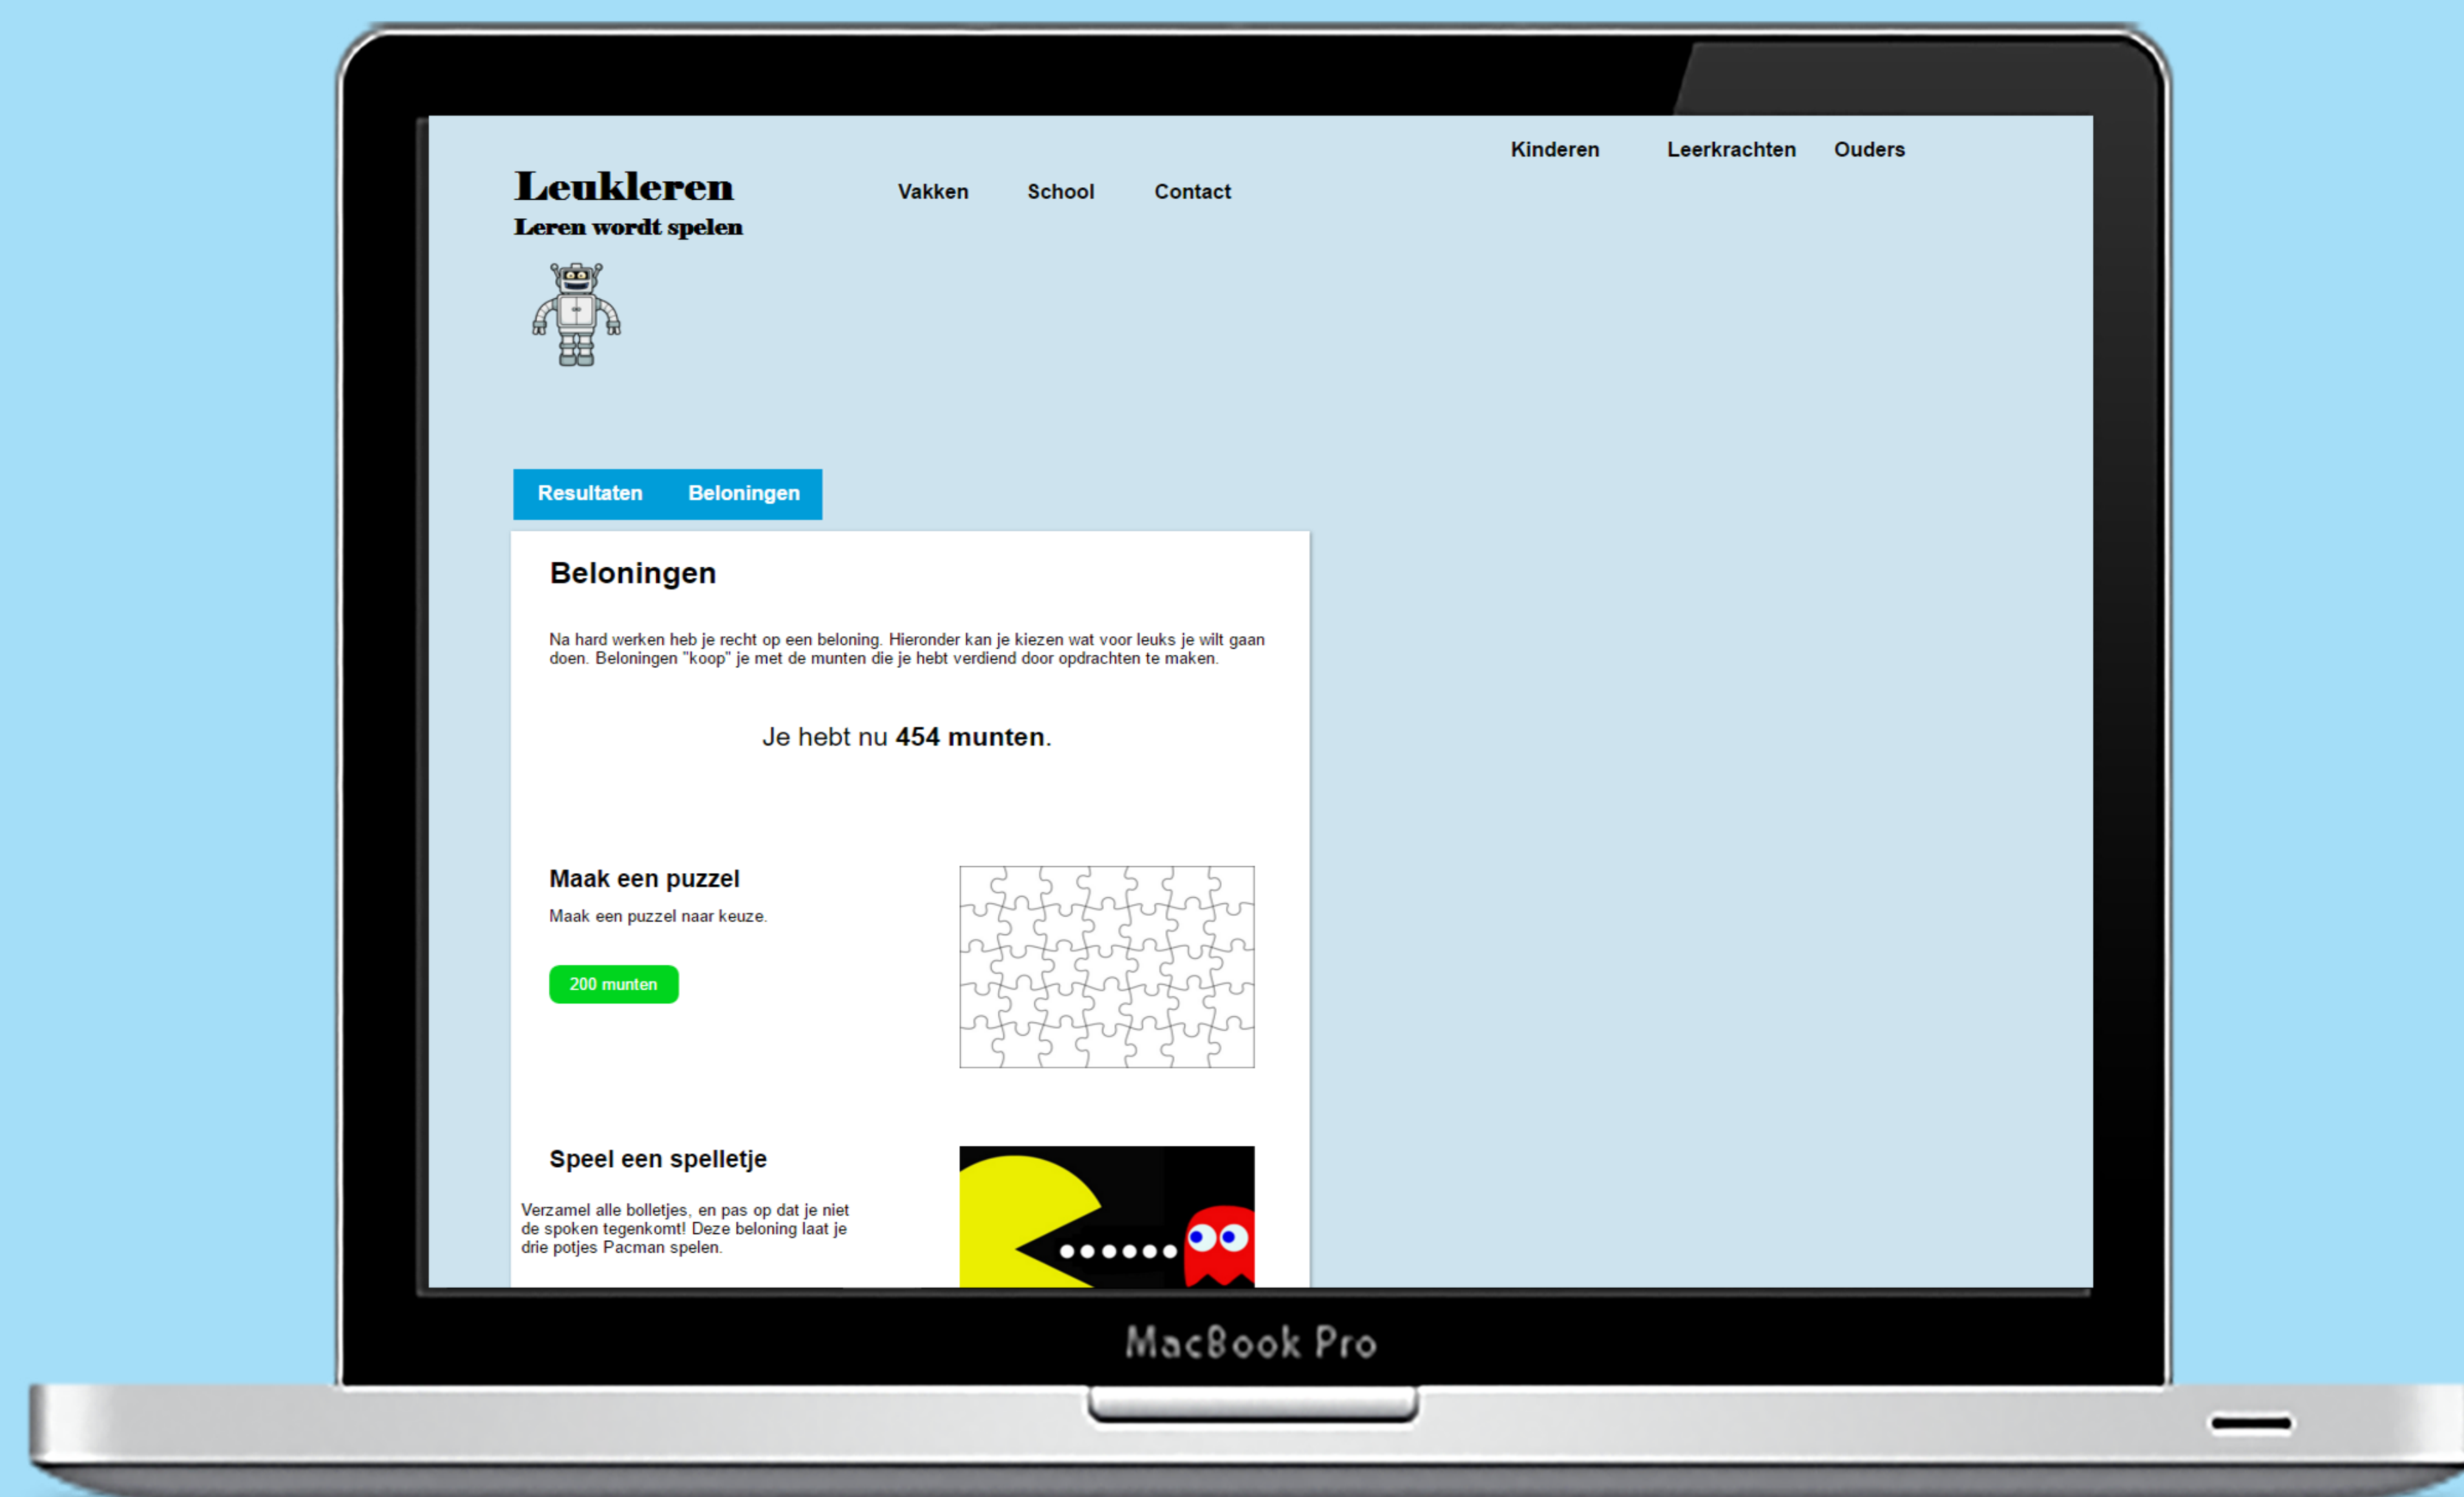 Kinderen Leerkrachten Ouders
Leukleren
Vakken School Contact
Leren wordt spelen
Resultaten Beloningen
Beloningen
Na hard werken heb je recht op een beloning. Hieronder kan je kiezen wat voor leuks je wilt gaan
doen. Beloningen "koop" je met de munten die je hebt verdiend door opdrachten te maken.
Je hebt nu 454 munten.
Maak een puzzel
Maak een puzzel naar keuze.
200 munten
Speel een spelletje
Verzamel alle bolletjes, en pas op dat je niet
de spoken tegenkomt! Deze beloning laat je
drie potjes Pacman spelen.
MacBook Pro